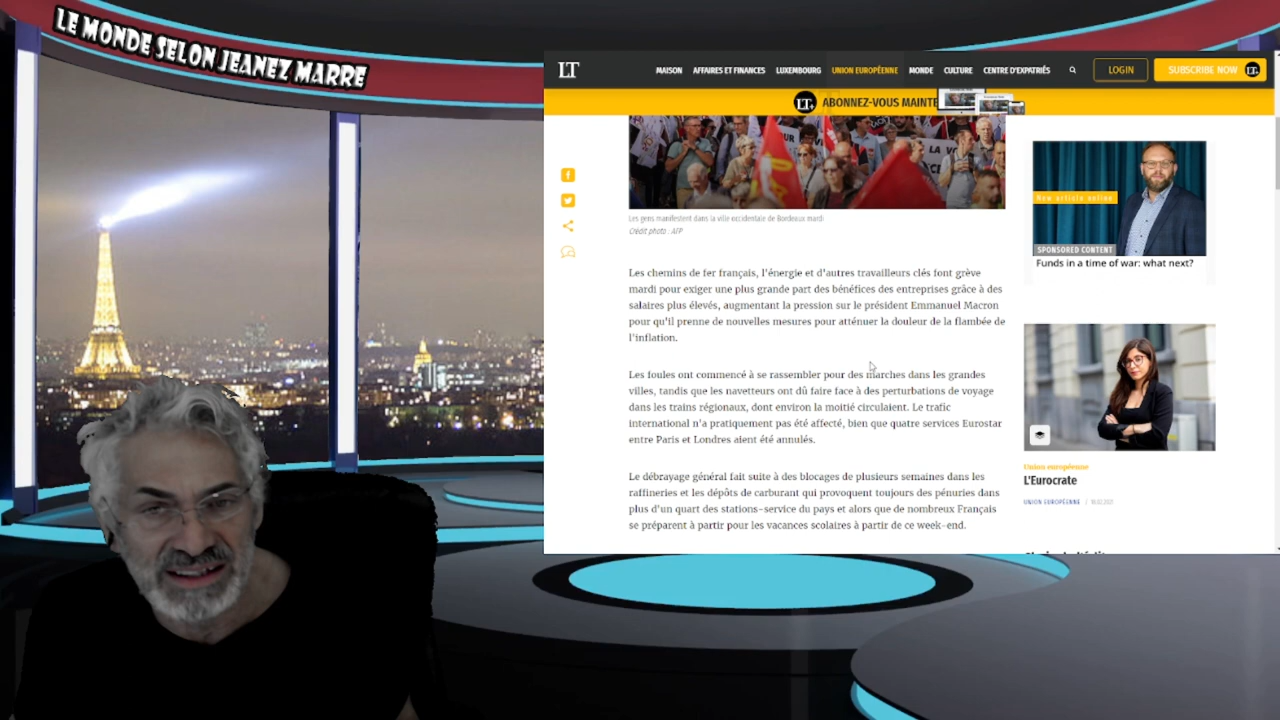 LE MONDE SELON JEANEZ MARRE
LT
MAISON AFFAIRES ET FINANCES LUXEMBOURG UNION EUROPÉENNE MONDE CULTURE CENTRE D'EXPATRIÉS
LOGIN
SUBSCRIBE NOW LT.
LT. ABONNEZ-VOUS MAINTE
Les gens manifestent dans la ville occidentale de Bordeaux mardi
Crédit photo : AFP
Les chemins de fer français, l'énergie et d'autres travailleurs clés font grève
mardi pour exiger une plus grande part des bénéfices des entreprises grâce à des
salaires plus élevés, augmentant la pression sur le président Emmanuel Macron
pour qu'il prenne de nouvelles mesures pour atténuer la douleur de la flambée de
l'inflation.
Les foules ont commencé à se rassembler pour des marches dans les grandes
villes, tandis que les navetteurs ont dû faire face à des perturbations de voyage
dans les trains régionaux, dont environ la moitié circulaient. Le trafic
international n'a pratiquement pas été affecté, bien que quatre services Eurostar
entre Paris et Londres aient été annulés.
Le débrayage général fait suite à des blocages de plusieurs semaines dans les
raffineries et les dépôts de carburant qui provoquent toujours des pénuries dans
plus d'un quart des stations-service du pays et alors que de nombreux Français
se préparent à partir pour les vacances scolaires à partir de ce week-end.
New article online
SPONSORED CONTENT
Funds in a time of war: what next?
Union européenne
L'Eurocrate
UNION EUROPÉENNE /